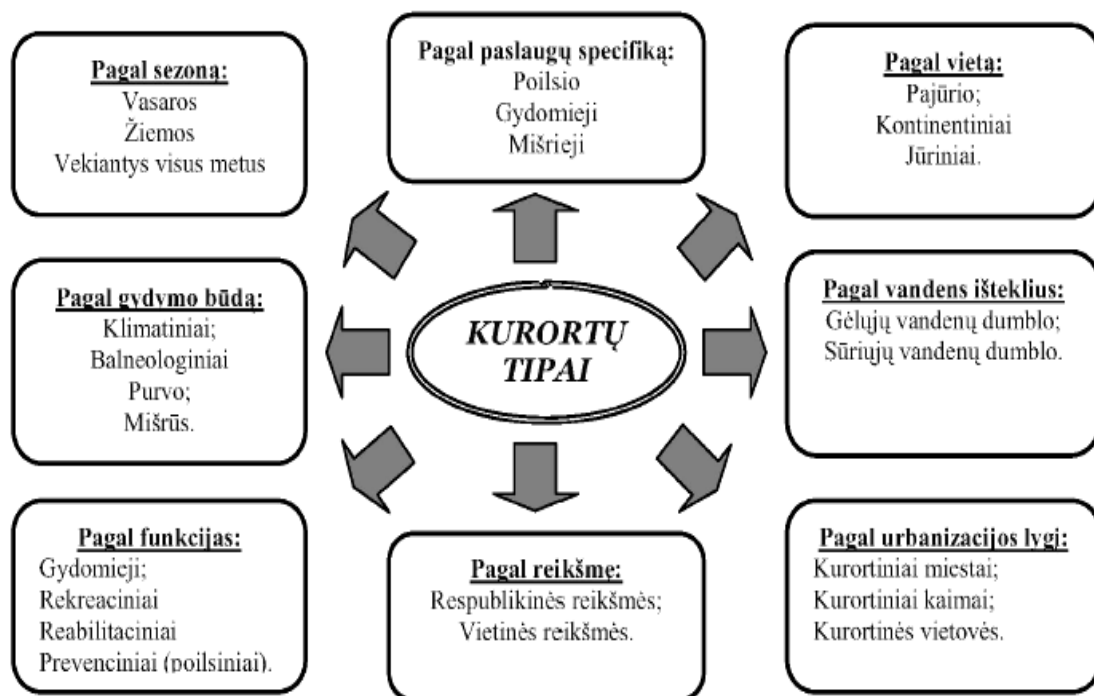 Pagal sezoną:
Vasaros
Žiemos
Vekiantys visus metus
Pagal paslaugų specifiką:
Poilsio
Gydomieji
Mišrieji
Pagal vietą:
Pajūrio;
Kontinentiniai
Jūriniai.
Pagal gydymo būdą:
Klimatiniai;
Balneologiniai
Purvo;
Mišrūs.
KURORTŲ
TIPAI
Pagal vandens išteklius:
Gėlųjų vandenų dumblo;
Sūriųjų vandenų dumblo.
Pagal funkcijas:
Gydomieji;
Rekreaciniai
Reabilitaciniai
Prevenciniai (poilsiniai).
Pagal reikšmę:
Respublikinės reikšmės;
Vietinės reikšmės.
Pagal urbanizacijos lygį:
Kurortiniai miestai;
Kurortiniai kaimai;
Kurortinės vietovės.